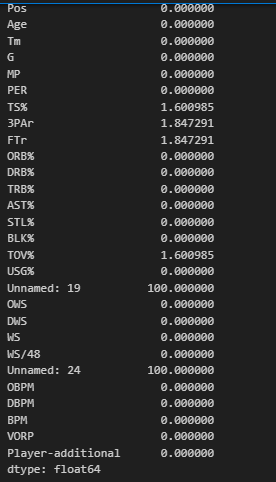 Pos 0.000000
Age 0.000000
Tm 0.000000
G 0.000000
MP 0.000000
PER 0.000000
TS% 1.600985
3PAr 1.847291
FTr 1.847291
ORB% 0.000000
DRB% 0.000000
TRB% 0.000000
AST% 0.000000
STL% 0.000000
BLK% 0.000000
TOV% 1.600985
USG% 0.000000
Unnamed: 19 100.000000
OWS 0.000000
DWS 0.000000
WS 0.000000
WS/48 0.000000
Unnamed: 24 100.000000
OBPM 0.000000
DBPM 0.000000
BPM 0.000000
VORP 0.000000
Player-additional 0.000000
dtype: float64